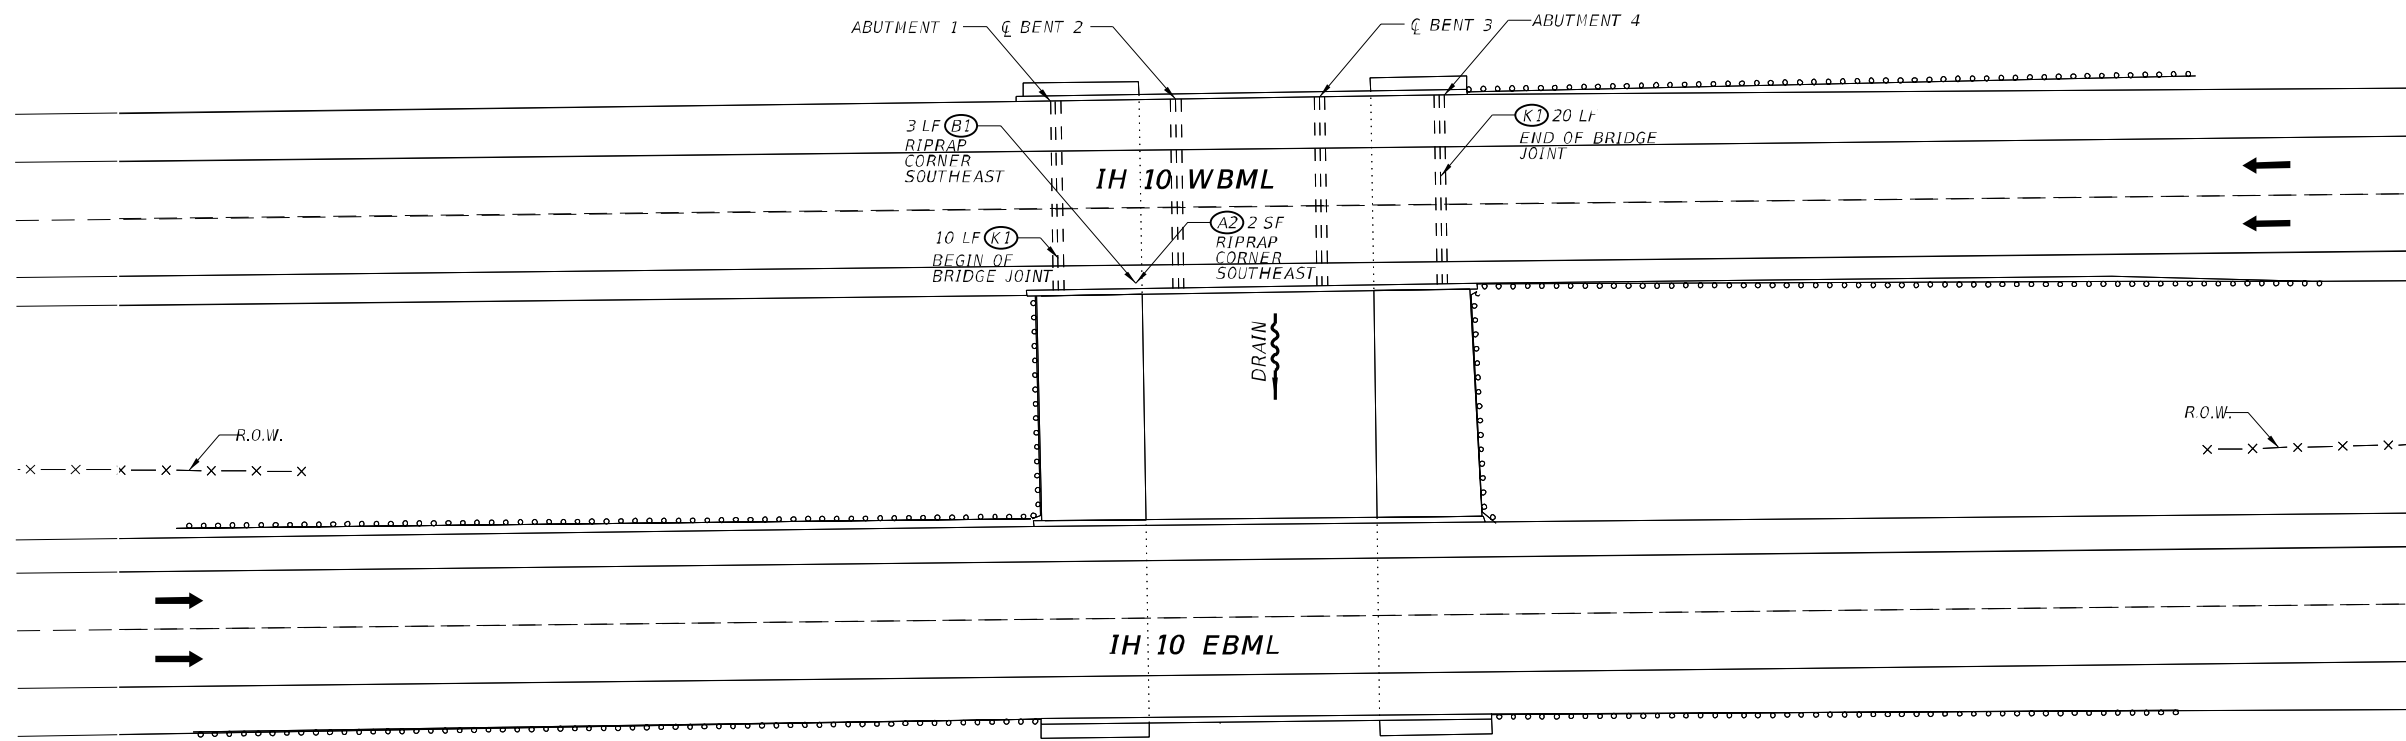 ABUTMENT 1
℄ BENT 2
℄ BENT 3
ABUTMENT 4
3 LF B1
RIPRAP
CORNER
SOUTHEAST
K1 20 LF
END OF BRIDGE
JOINT
IH 10 WBML
10 LF K1
BEGIN OF
BRIDGE JOINT
A2 2 SF
RIPRAP
CORNER
SOUTHEAST
DRAIN
R.O.W.
R.O.W.
IH 10 EBML